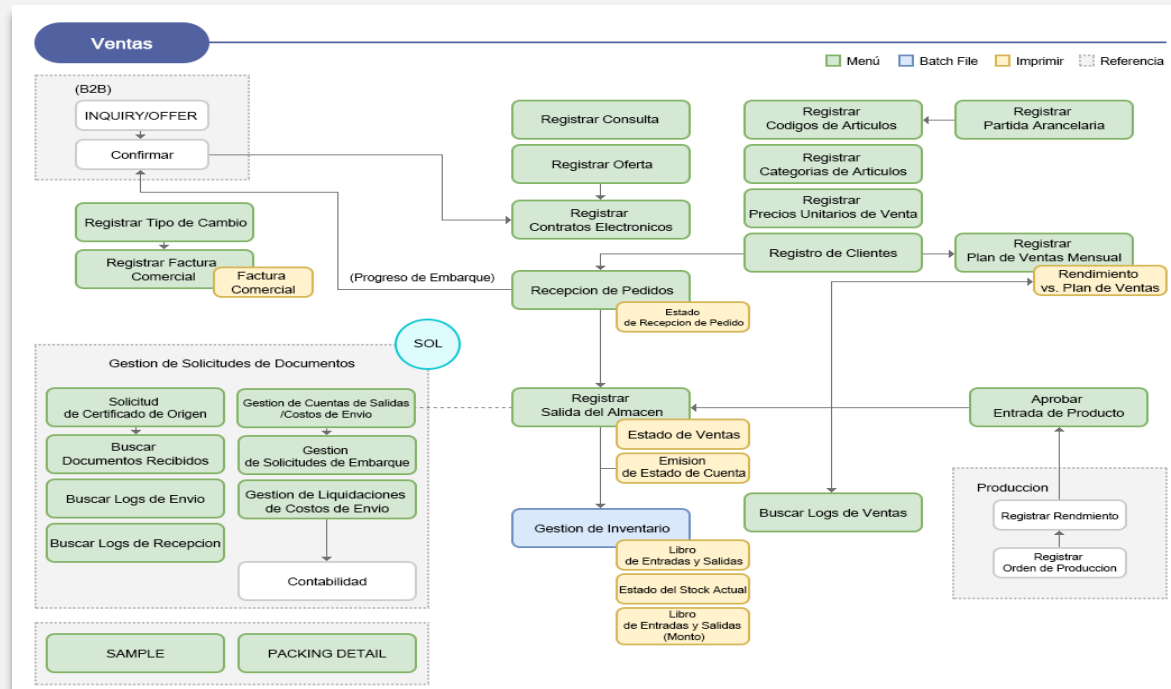 Ventas
Menú
Batch File
Imprimir
Referencia
(B2B)
INQUIRY/OFFER
Confirmar
Registrar Tipo de Cambio
Registrar Factura
Comercial
Factura
Comercial
(Progreso de Embarque)
Registrar Consulta
Registrar Oferta
Registrar
Contratos Electronicos
Recepcion de Pedidos
Estado
de Recepcion de Pedido
Registrar
Codigos de Articulos
Registrar
Partida Arancelaria
Registrar
Categorias de Articulos
Registrar
Precios Unitarios de Venta
Registro de Clientes
Registrar
Plan de Ventas Mensual
Rendimiento
vs. Plan de Ventas
SOL
Gestion de Solicitudes de Documentos
Solicitud
de Certificado de Origen
Buscar
Documentos Recibidos
Buscar Logs de Envio
Buscar Logs de Recepcion
Gestion de Cuentas de Salidas
/Costos de Envio
Gestion
de Solicitudes de Embarque
Gestion de Liquidaciones
de Costos de Envio
Contabilidad
Registrar
Salida del Almacen
Estado de Ventas
Emision
de Estado de Cuenta
Gestion de Inventario
Libro
de Entradas y Salidas
Estado del Stock Actual
Libro
de Entradas y Salidas
(Monto)
Buscar Logs de Ventas
Aprobar
Entrada de Producto
Produccion
Registrar Rendimiento
Registrar
Orden de Produccion
SAMPLE
PACKING DETAIL